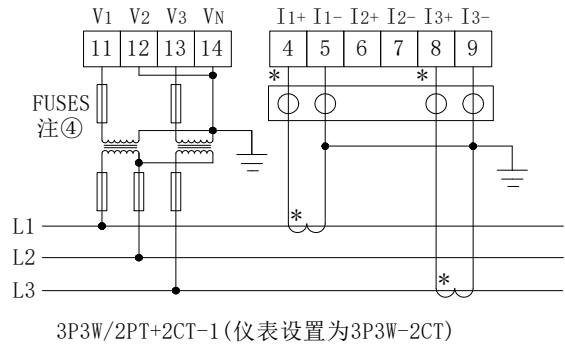 V1 V2 V3 VN I1+ I1- I2+ I2- I3+ I3-
11 12 13 14 4 5 6 7 8 9
* *
FUSES
注④
*
L1
L2
*
L3
3P3W/2PT+2CT-1(仪表设置为3P3W-2CT)